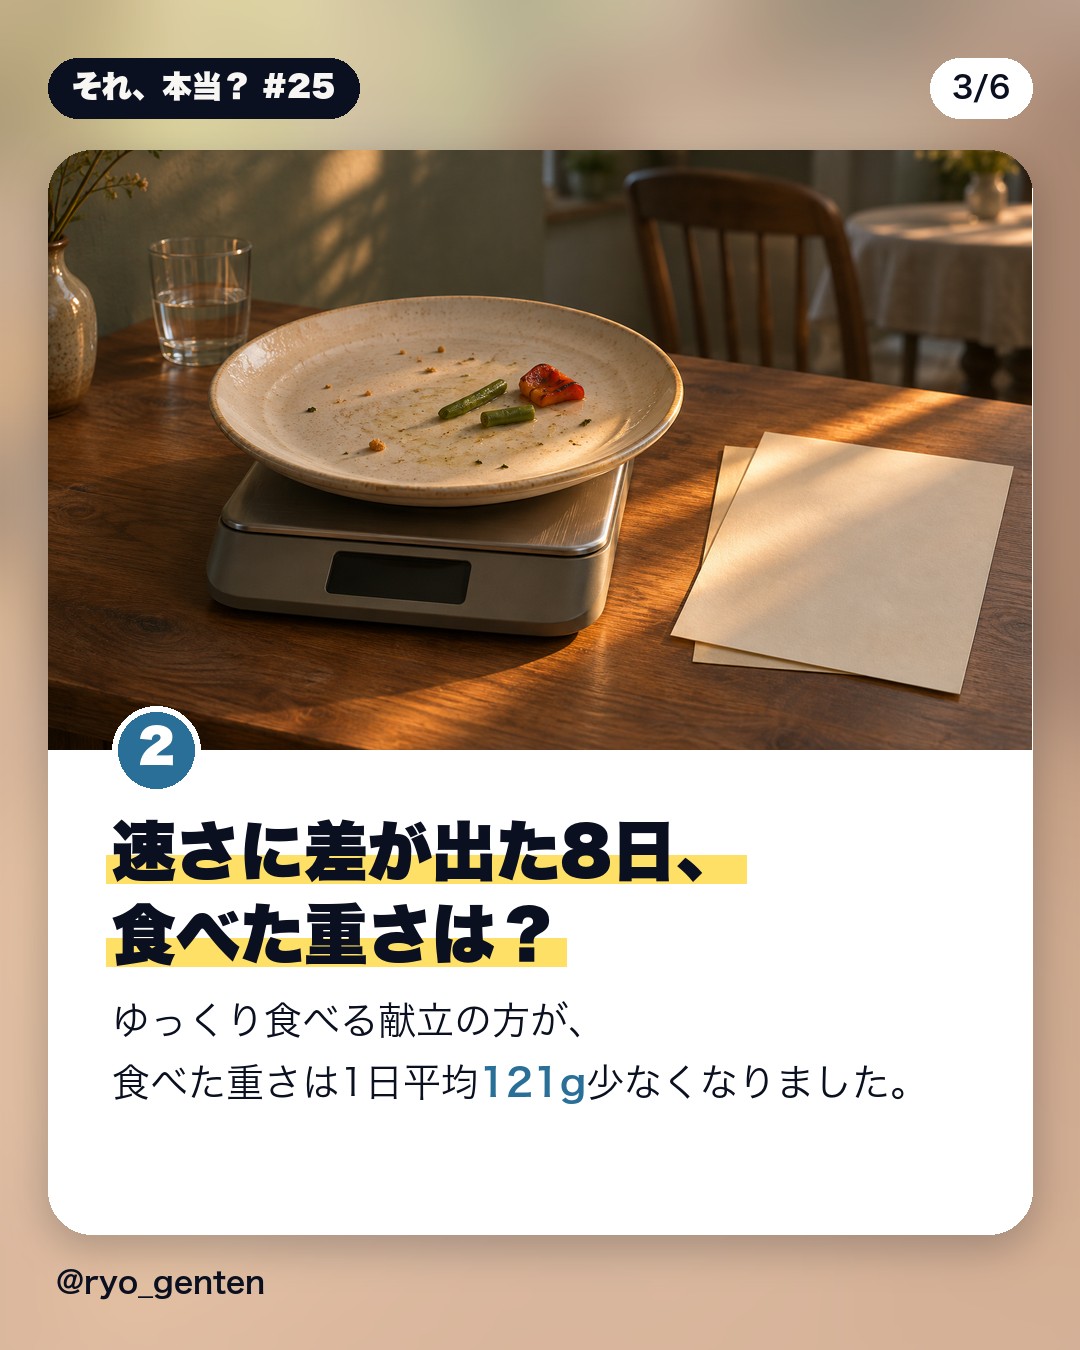 それ、本当？ #25
3/6
2
速さに差が出た8日、
食べた重さは？
ゆっくり食べる献立の方が、
食べた重さは1日平均121g少なくなりました。
@ryo_genten